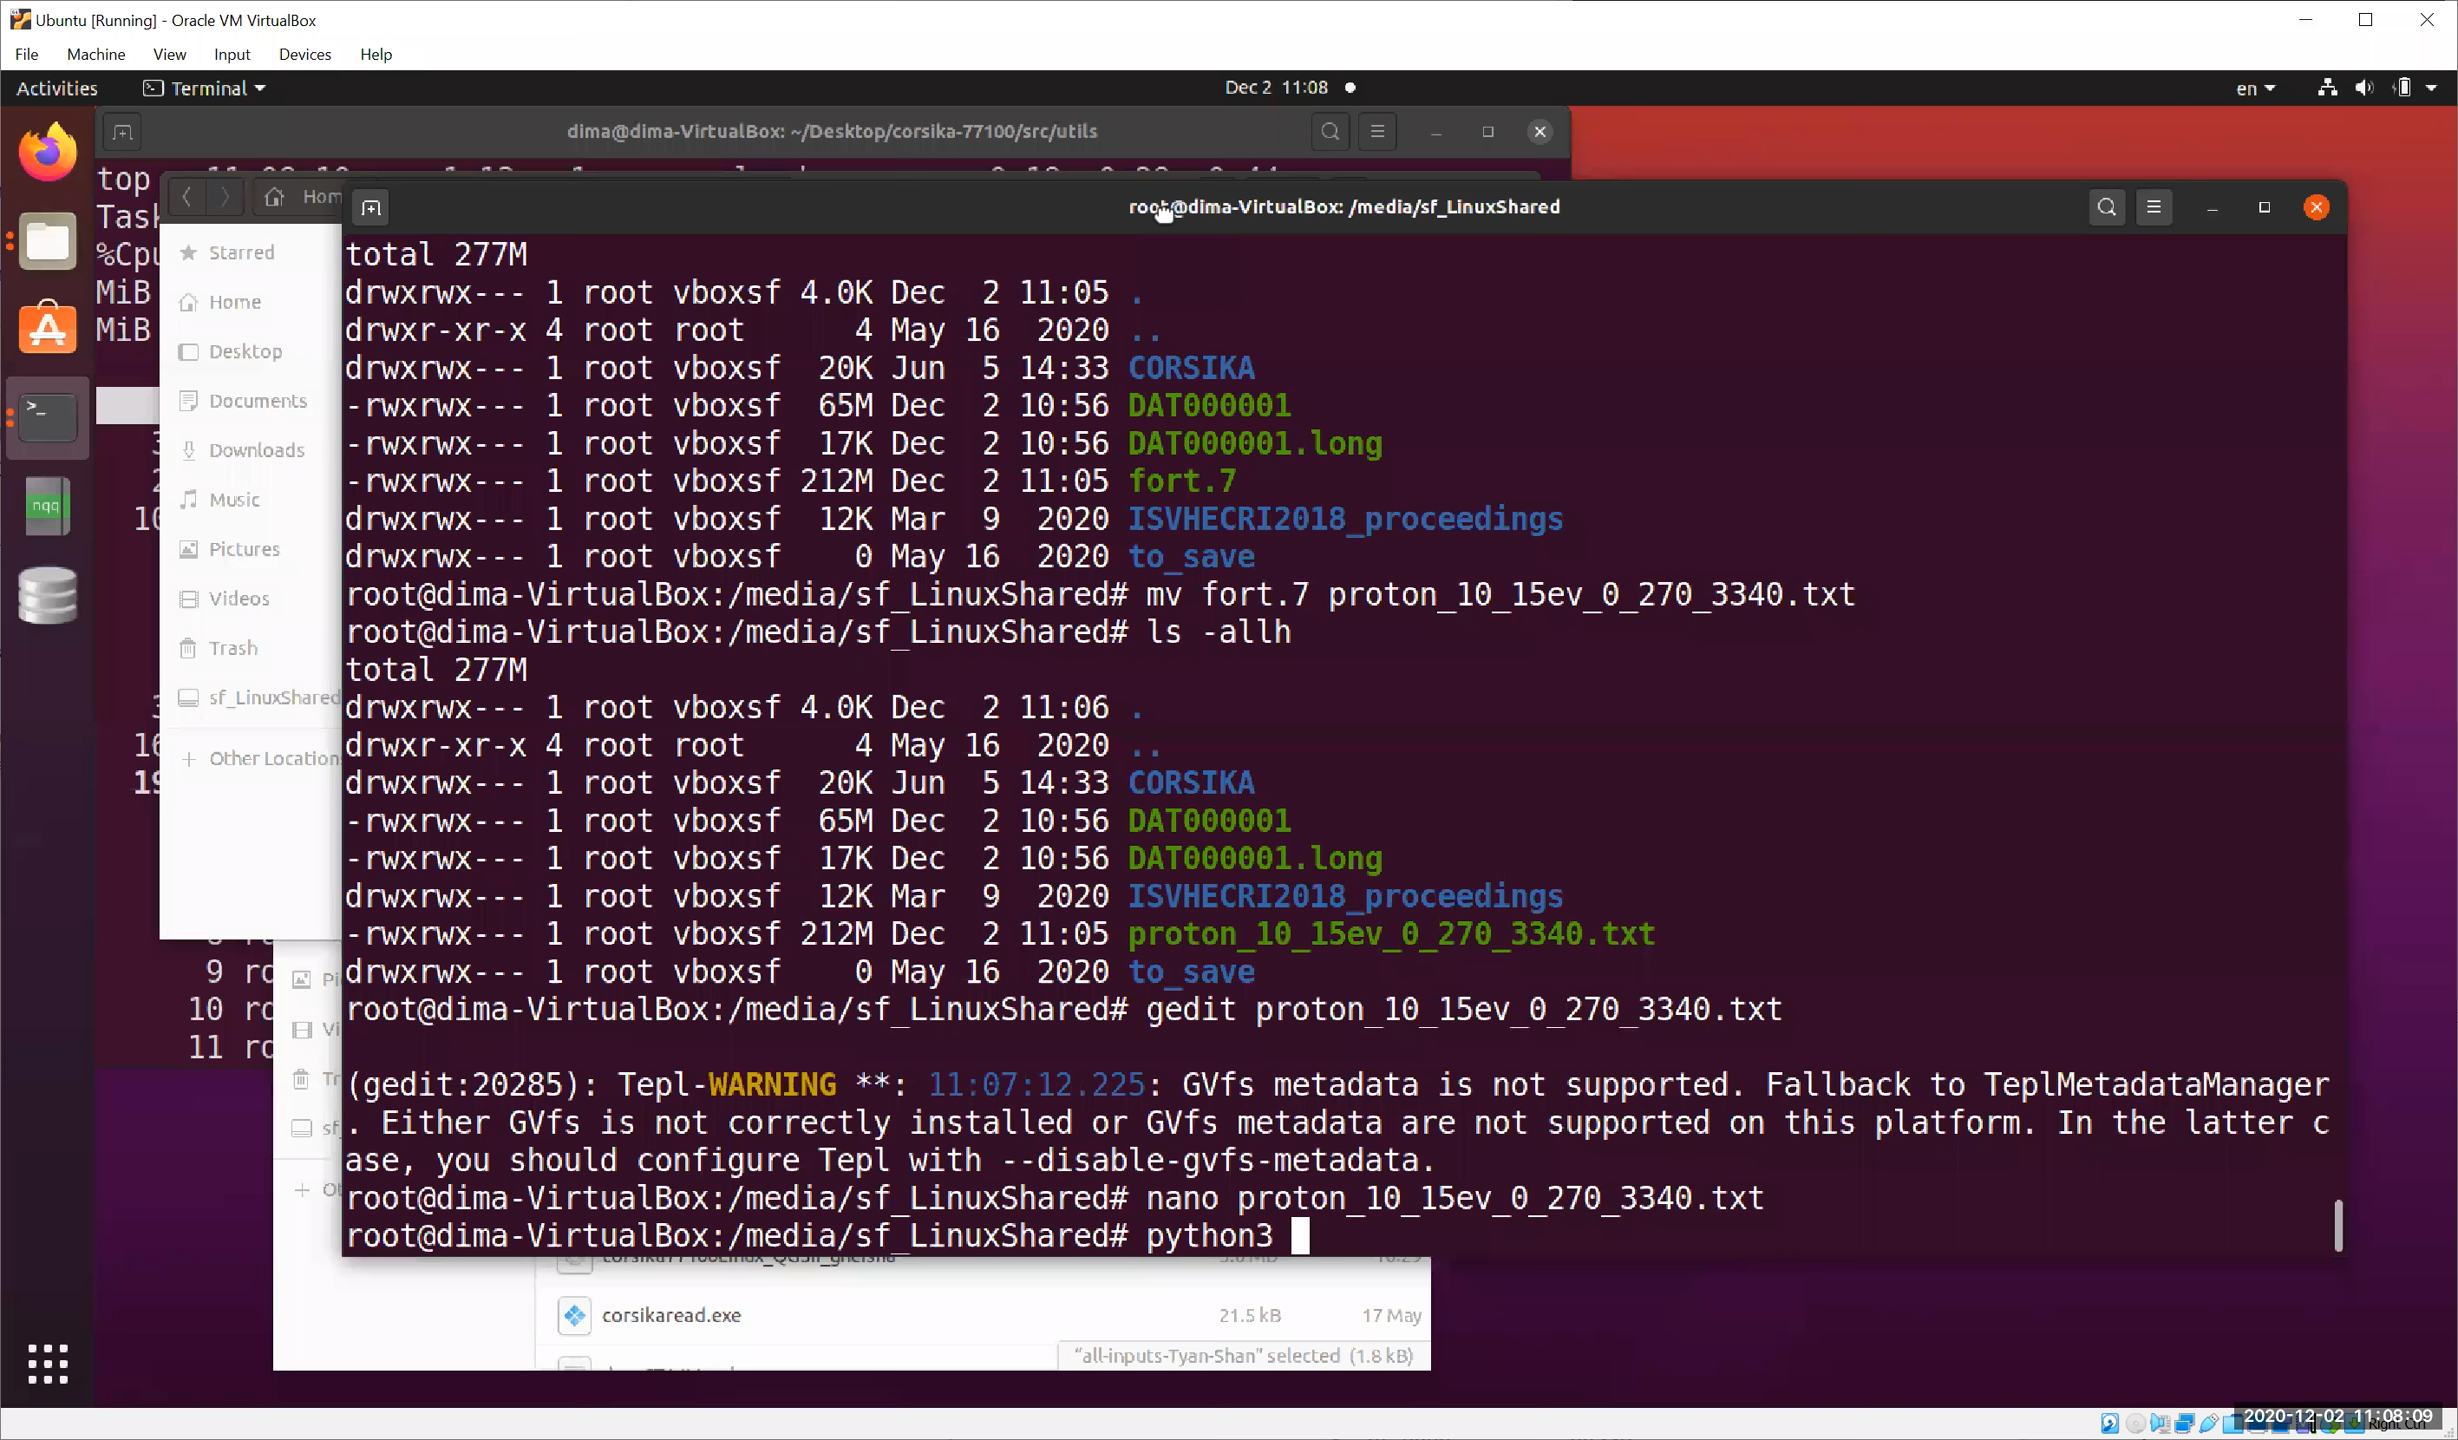 Ubuntu [Running] - Oracle VM VirtualBox
File Machine View Input Devices Help
Activities Terminal Dec 2 11:08 en
dima@dima-VirtualBox: ~/Desktop/corsika-77100/src/utils
top
Task
%Cpu
MiB
MiB
Starred
Home
Desktop
Documents
Downloads
Music
Pictures
Videos
Trash
sf_LinuxShared
Other Location
9
10
11
root@dima-VirtualBox: /media/sf_LinuxShared
total 277M
drwxrwx--- 1 root vboxsf 4.0K Dec  2 11:05 .
drwxr-xr-x 4 root root      4 May 16  2020 ..
drwxrwx--- 1 root vboxsf  20K Jun  5 14:33 CORSIKA
-rwxrwx--- 1 root vboxsf  65M Dec  2 10:56 DAT000001
-rwxrwx--- 1 root vboxsf  17K Dec  2 10:56 DAT000001.long
-rwxrwx--- 1 root vboxsf 212M Dec  2 11:05 fort.7
drwxrwx--- 1 root vboxsf  12K Mar  9  2020 ISVHECRI2018_proceedings
drwxrwx--- 1 root vboxsf    0 May 16  2020 to_save
root@dima-VirtualBox:/media/sf_LinuxShared# mv fort.7 proton_10_15ev_0_270_3340.txt
root@dima-VirtualBox:/media/sf_LinuxShared# ls -allh
total 277M
drwxrwx--- 1 root vboxsf 4.0K Dec  2 11:06 .
drwxr-xr-x 4 root root      4 May 16  2020 ..
drwxrwx--- 1 root vboxsf  20K Jun  5 14:33 CORSIKA
-rwxrwx--- 1 root vboxsf  65M Dec  2 10:56 DAT000001
-rwxrwx--- 1 root vboxsf  17K Dec  2 10:56 DAT000001.long
drwxrwx--- 1 root vboxsf  12K Mar  9  2020 ISVHECRI2018_proceedings
-rwxrwx--- 1 root vboxsf 212M Dec  2 11:05 proton_10_15ev_0_270_3340.txt
drwxrwx--- 1 root vboxsf    0 May 16  2020 to_save
root@dima-VirtualBox:/media/sf_LinuxShared# gedit proton_10_15ev_0_270_3340.txt
(gedit:20285): Tepl-WARNING **: 11:07:12.225: GVfs metadata is not supported. Fallback to TeplMetadataManager
. Either GVfs is not correctly installed or GVfs metadata are not supported on this platform. In the latter c
ase, you should configure Tepl with --disable-gvfs-metadata.
root@dima-VirtualBox:/media/sf_LinuxShared# nano proton_10_15ev_0_270_3340.txt
root@dima-VirtualBox:/media/sf_LinuxShared# python3
corsikaread.exe 21.5 kB 17 May
"all-inputs-Tyan-Shan" selected (1.8 kB)
nqq
2020-12-02 11:08:09